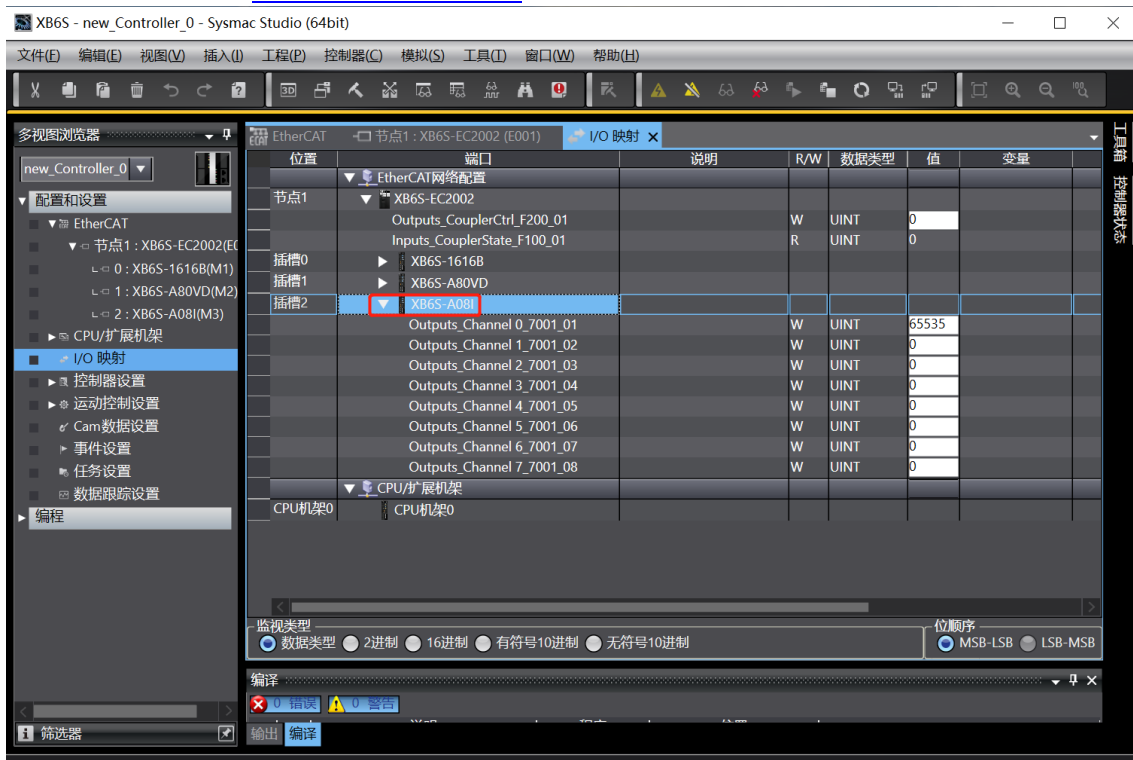 XB6S - new_Controller_0 - Sysmac Studio (64bit)
文件(F) 编辑(E) 视图(V) 插入(I) 工程(P) 控制器(C) 模拟(S) 工具(T) 窗口(W) 帮助(H)
多视图浏览器
new_Controller_0
配置和设置
EtherCAT
节点1 : XB6S-EC2002(E0
0 : XB6S-1616B(M1)
1 : XB6S-A80VD(M2)
2 : XB6S-A08I(M3)
CPU/扩展机架
I/O 映射
控制器设置
运动控制设置
Cam数据设置
事件设置
任务设置
数据跟踪设置
编程
筛选器
EtherCAT 节点1 : XB6S-EC2002 (E001) I/O 映射
位置 端口 说明 R/W 数据类型 值 变量
EtherCAT网络配置
节点1 XB6S-EC2002
Outputs_CouplerCtrl_F200_01 W UINT 0
Inputs_CouplerState_F100_01 R UINT 0
插槽0 XB6S-1616B
插槽1 XB6S-A80VD
插槽2 XB6S-A08I
Outputs_Channel 0_7001_01 W UINT 65535
Outputs_Channel 1_7001_02 W UINT 0
Outputs_Channel 2_7001_03 W UINT 0
Outputs_Channel 3_7001_04 W UINT 0
Outputs_Channel 4_7001_05 W UINT 0
Outputs_Channel 5_7001_06 W UINT 0
Outputs_Channel 6_7001_07 W UINT 0
Outputs_Channel 7_7001_08 W UINT 0
CPU/扩展机架
CPU机架0 CPU机架0
监视类型
数据类型 2进制 16进制 有符号10进制 无符号10进制
位顺序
MSB-LSB LSB-MSB
编译
0 错误 0 警告
输出 编译
工具箱
控制器状态